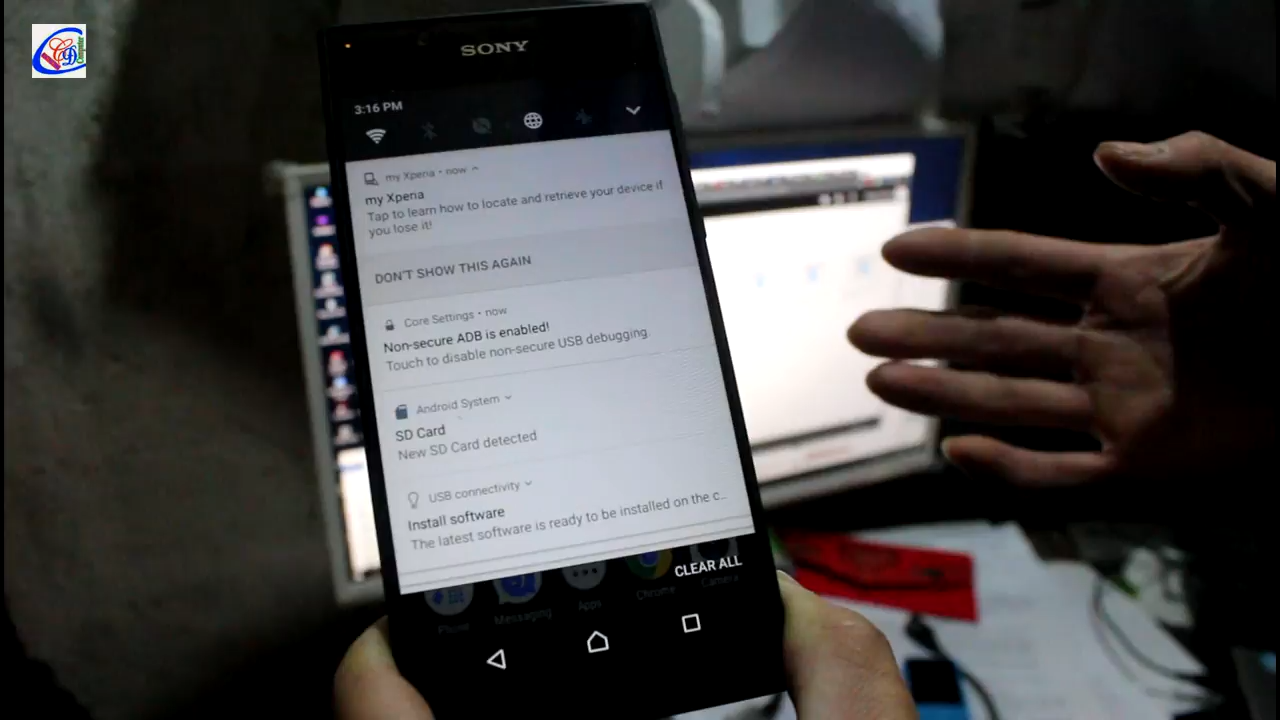 SONY
3:16 PM
my Xperia • now
my Xperia
Tap to learn how to locate and retrieve your device if
you lose it!
DON'T SHOW THIS AGAIN
Core Settings • now
Non-secure ADB is enabled!
Touch to disable non-secure USB debugging.
Android System
SD Card
New SD Card detected
USB connectivity
Install software
The latest software is ready to be installed on the c...
CLEAR ALL
Phone
Messaging
Apps
Chrome
Camera
Computer